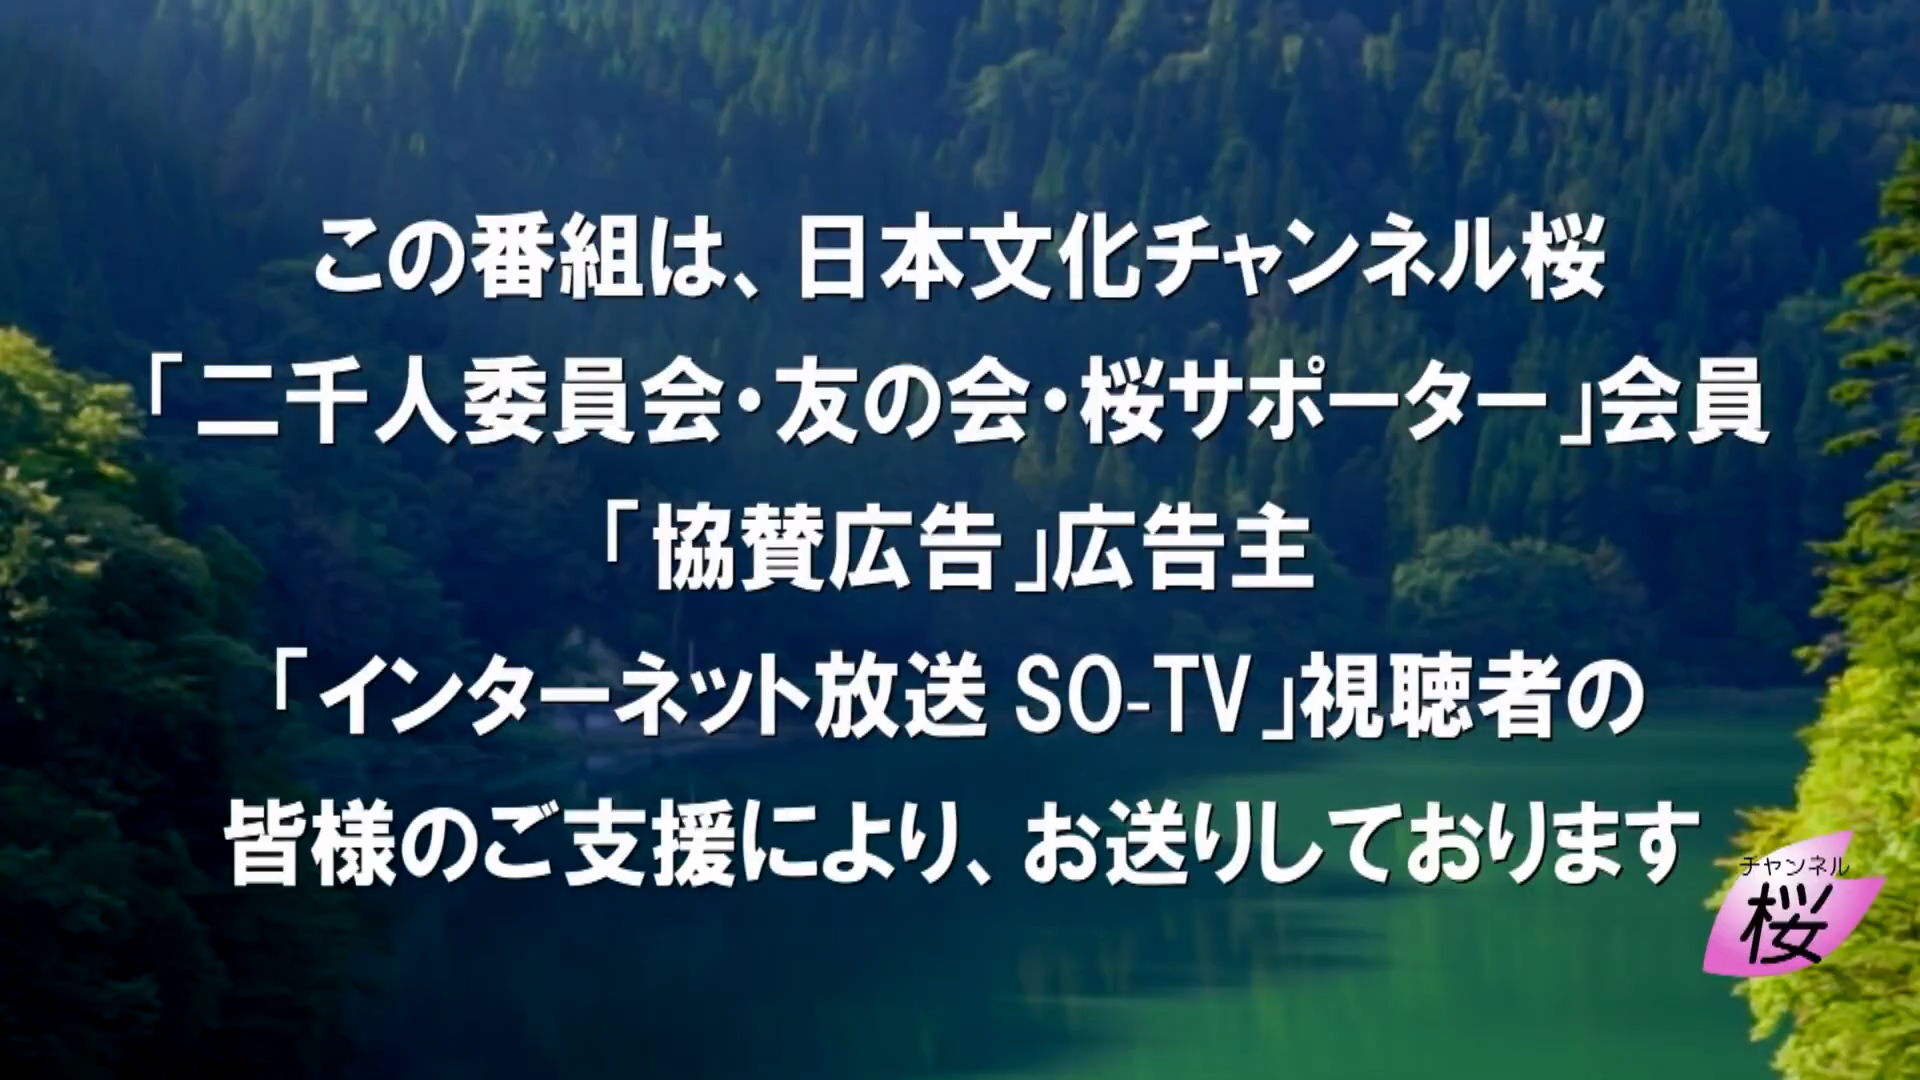 この番組は、日本文化チャンネル桜
「二千人委員会・友の会・桜サポーター」会員
「協賛広告」広告主
「インターネット放送 SO-TV」視聴者の
皆様のご支援により、お送りしております
チャンネル
桜